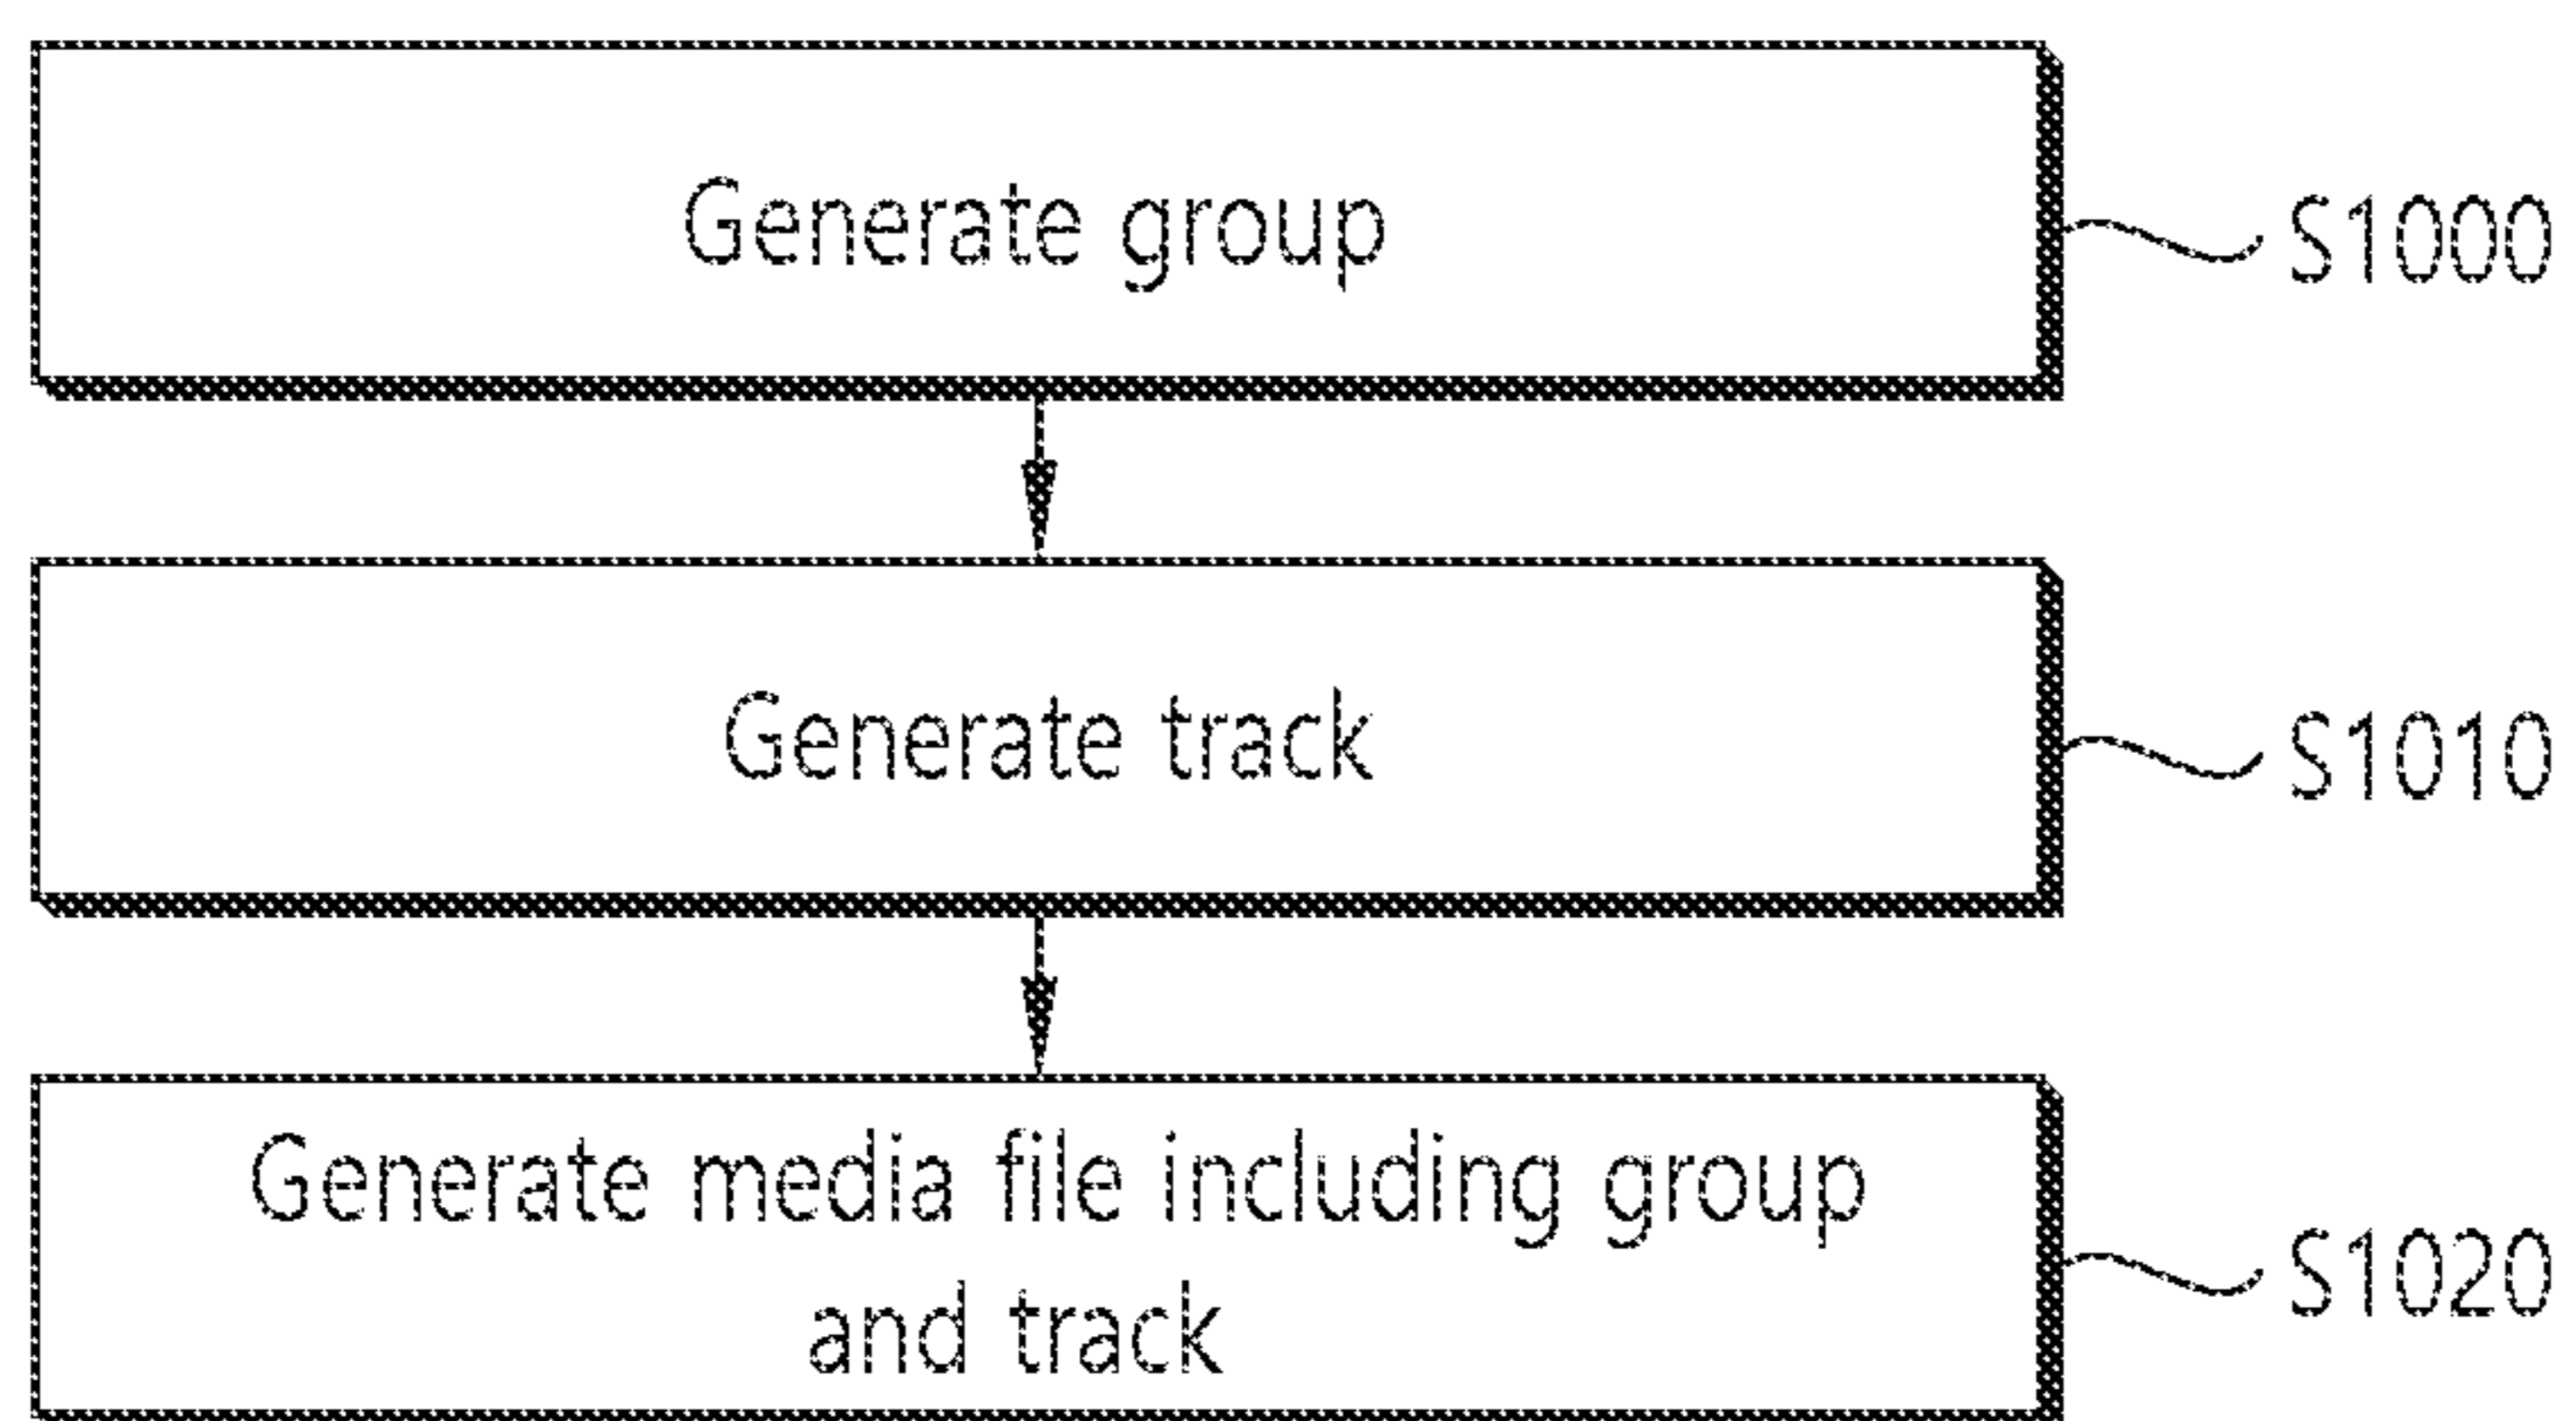 Generate group
S1000
Generate track
S1010
Generate media file including group
and track
S1020